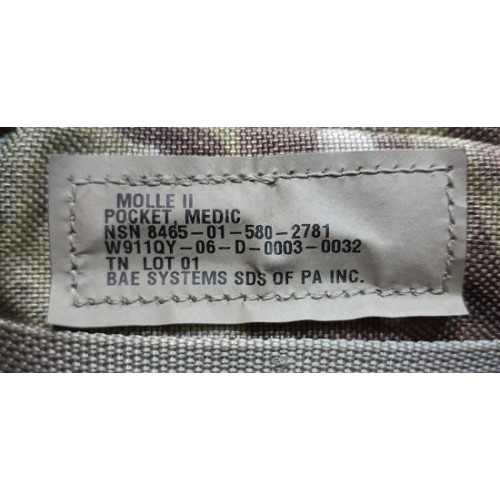 MOLLE II
POCKET, MEDIC
NSN 8465-01-580-2781
W911QY-06-D-0003-0032
TN LOT 01
BAE SYSTEMS SDS OF PA INC.